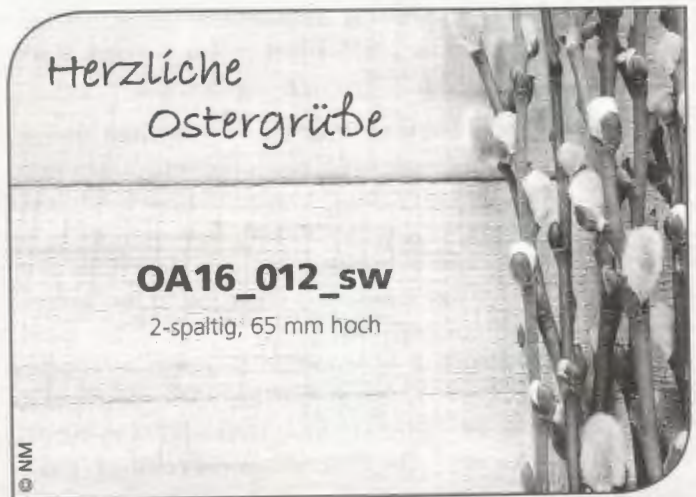 Herzliche
Ostergrüße
OA16_012_sw
2-spaltig, 65 mm hoch
© NM